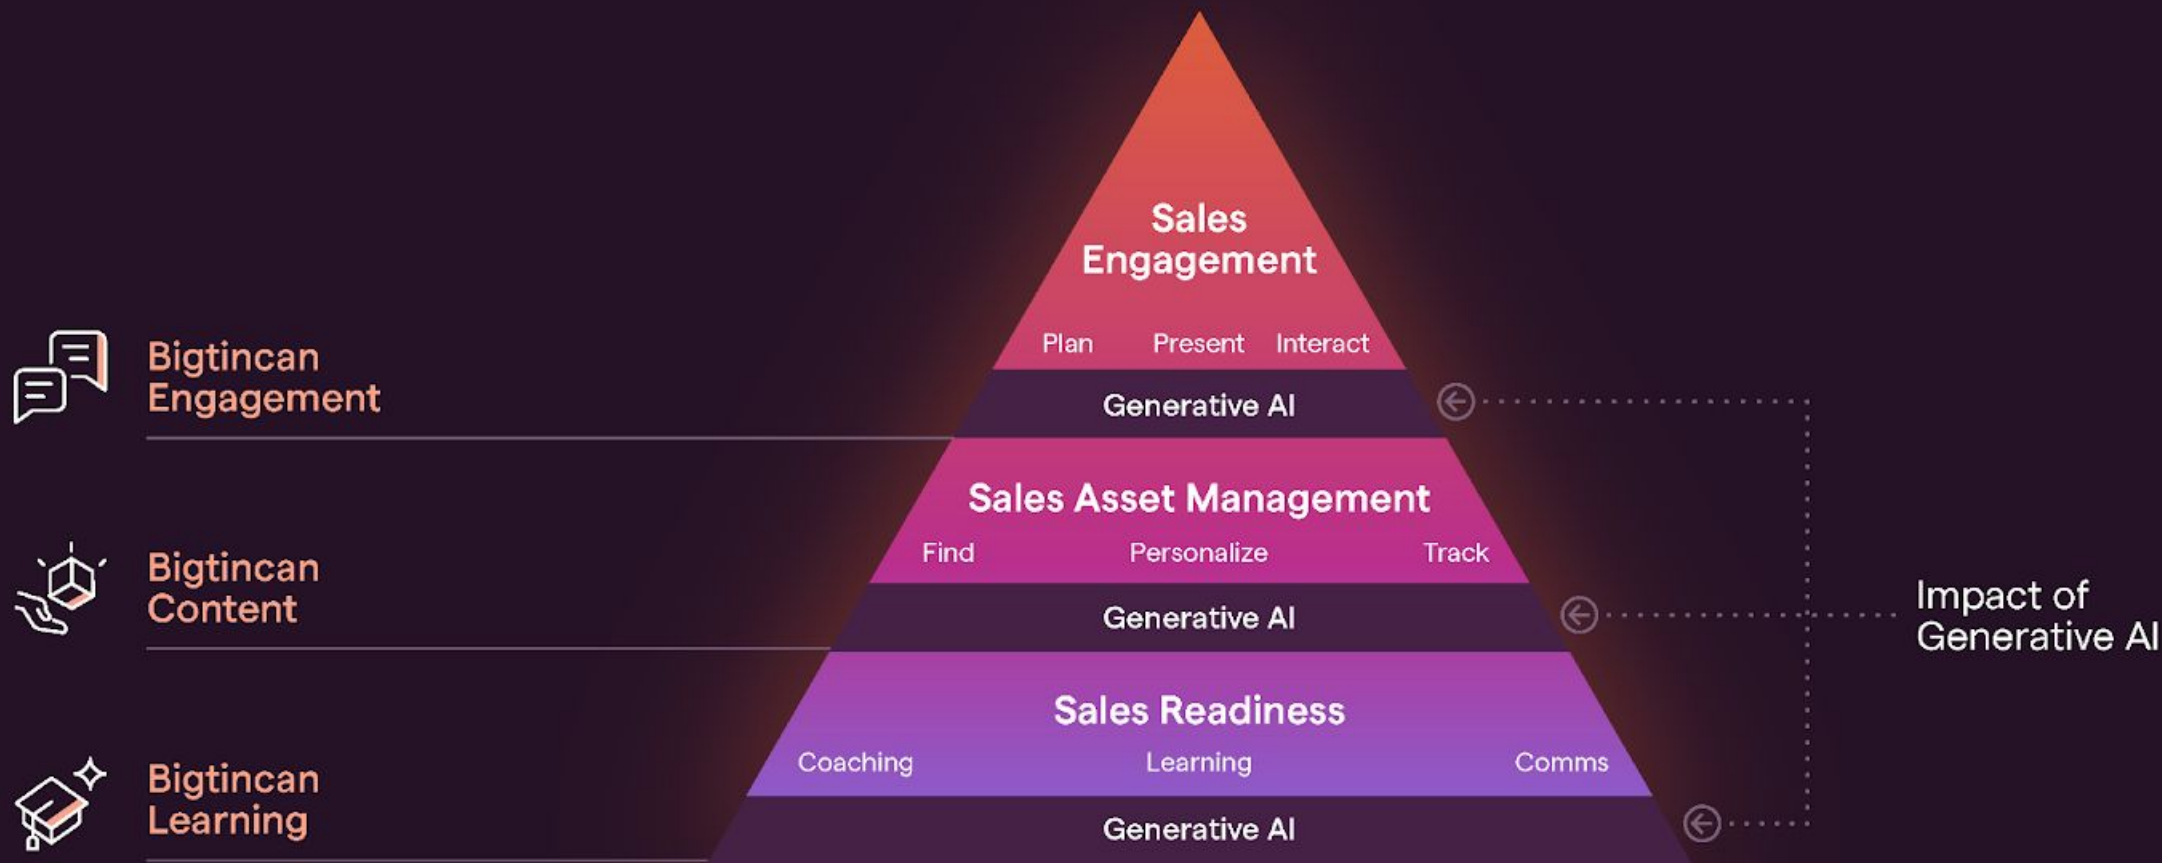 Sales
Engagement
Plan Present Interact
Bigtincan
Engagement
Generative AI
Sales Asset Management
Find Personalize Track
Bigtincan
Content
Generative AI
Impact of
Generative AI
Sales Readiness
Coaching Learning Comms
Bigtincan
Learning
Generative AI